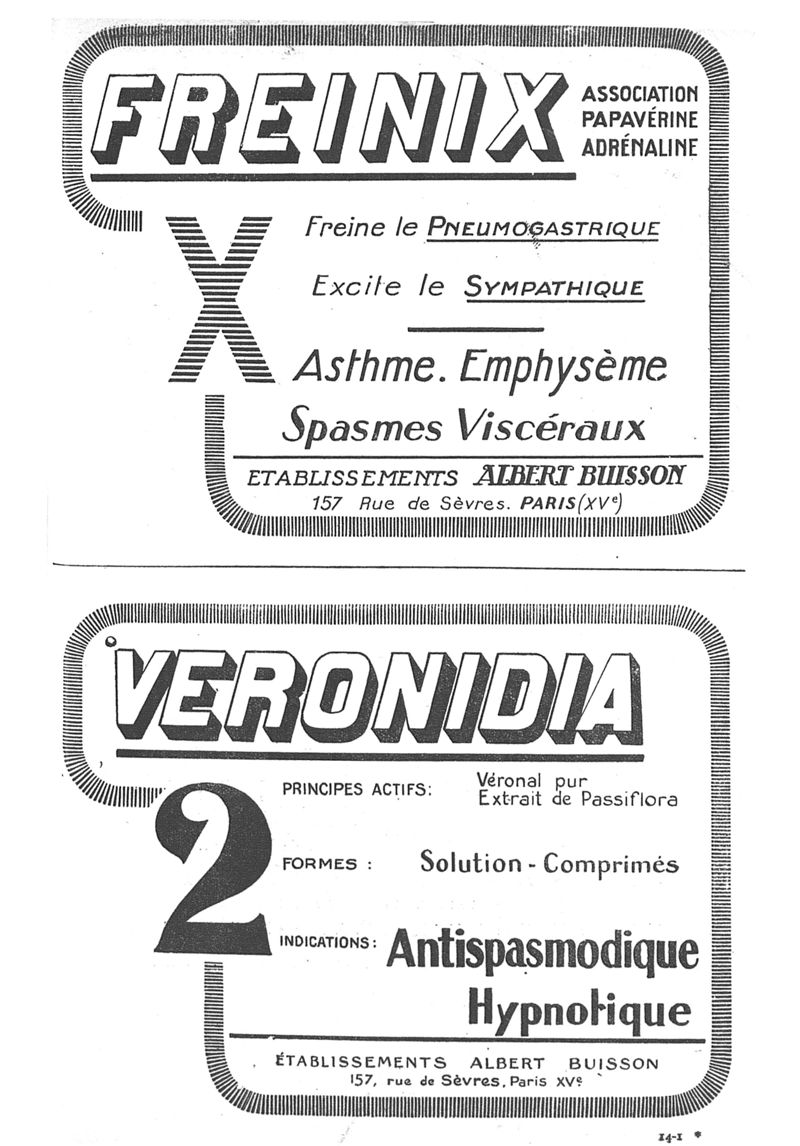 FREINIX
ASSOCIATION
PAPAVÉRINE
ADRÉNALINE
X
Freine le PNEUMOGASTRIQUE
Excite le SYMPATHIQUE
Asthme. Emphysème
Spasmes Viscéraux
ETABLISSEMENTS ALBERT BUISSON
157 Rue de Sèvres. PARIS (XVe)
VERONIDIA
2
PRINCIPES ACTIFS: Véronal pur
Extrait de Passiflora
FORMES : Solution - Comprimés
INDICATIONS: Antispasmodique
Hypnotique
ÉTABLISSEMENTS ALBERT BUISSON
157, rue de Sèvres, Paris XVe
14-1 *